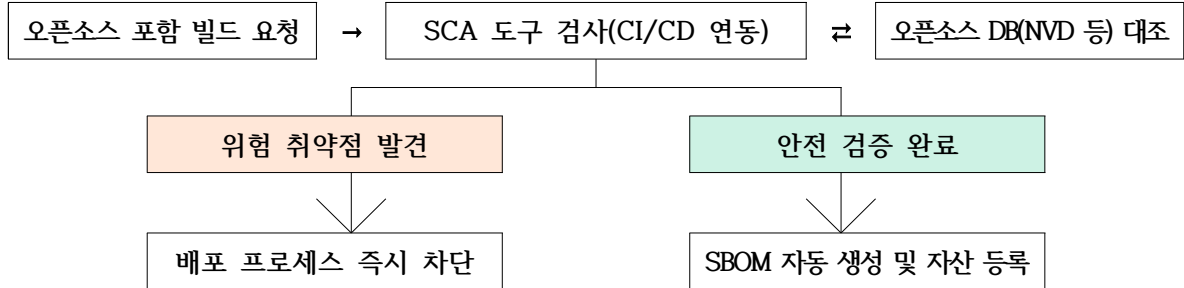 오픈소스 포함 빌드 요청 → SCA 도구 검사(CI/CD 연동) ⇄ 오픈소스 DB(NVD 등) 대조
위험 취약점 발견
안전 검증 완료
배포 프로세스 즉시 차단
SBOM 자동 생성 및 자산 등록